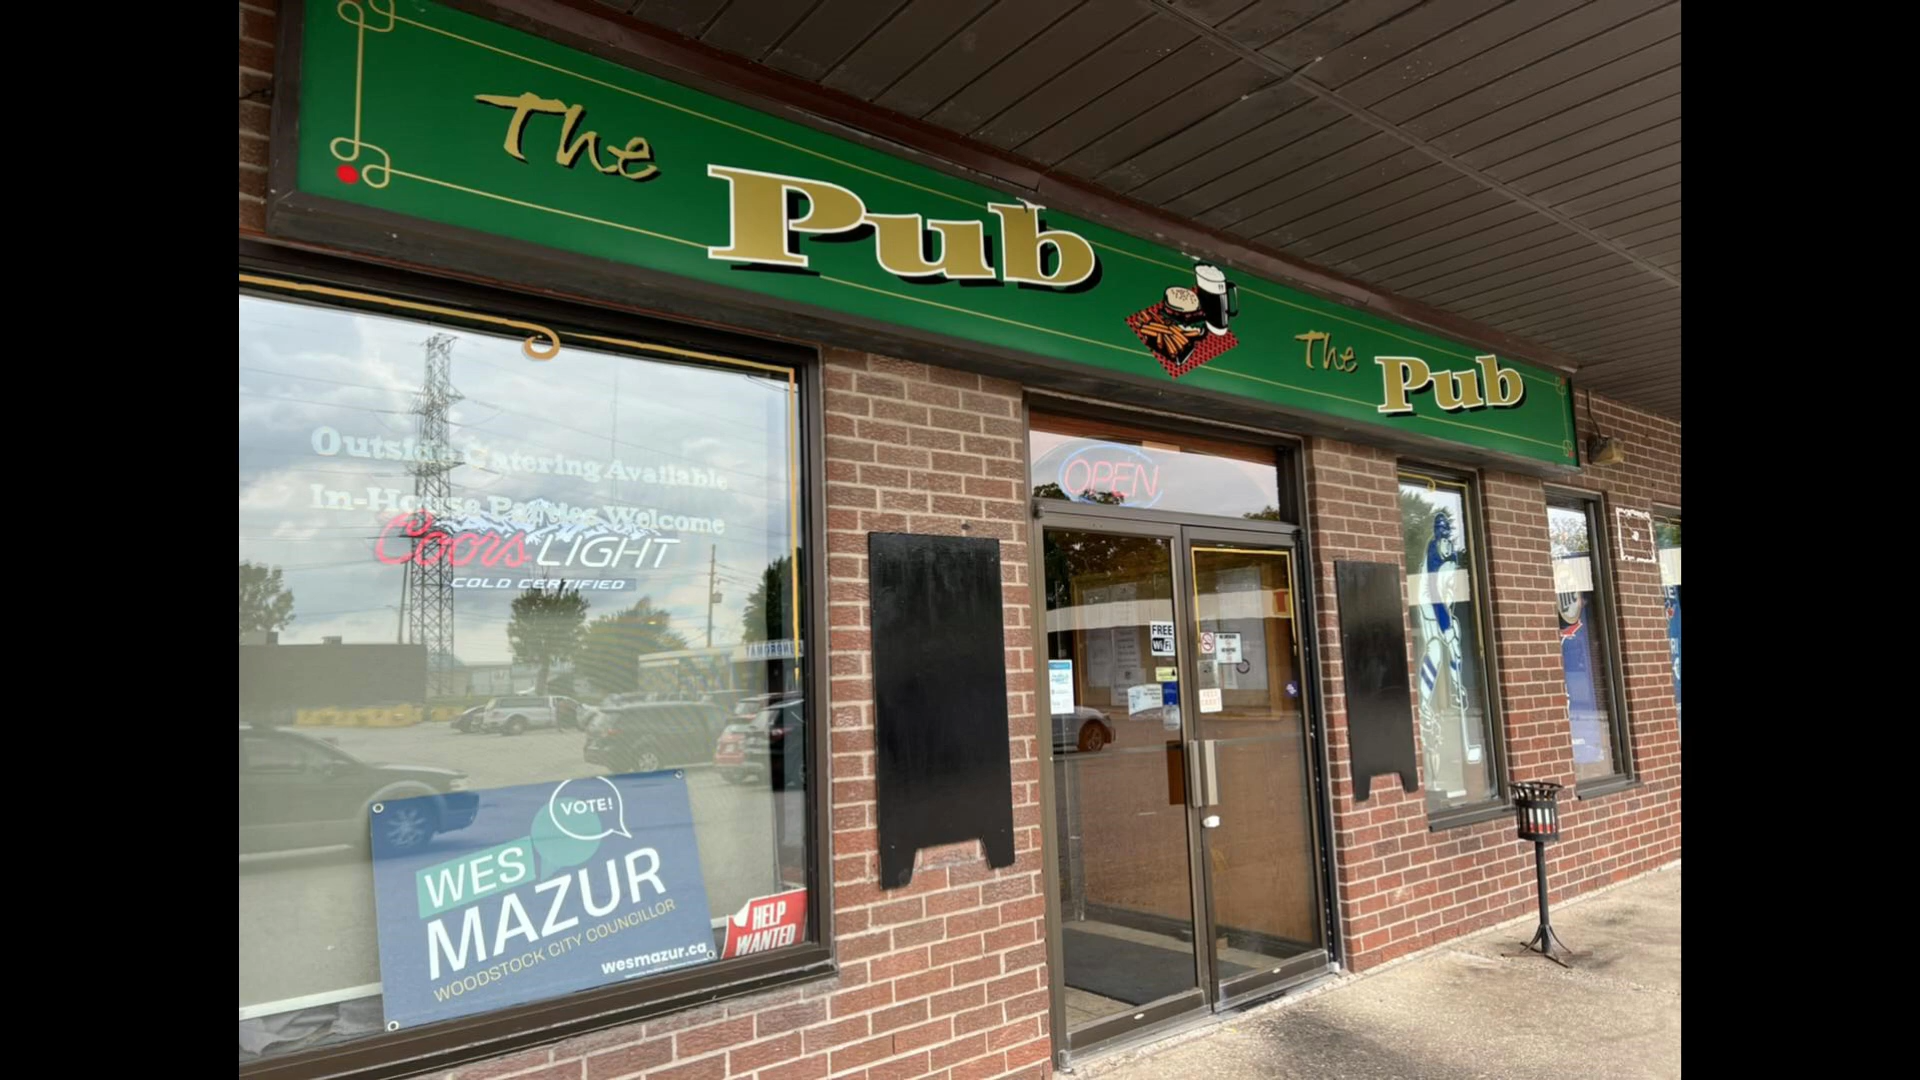 The Pub
The Pub
OPEN
Outside Catering Available
In-House Parties Welcome
Coors LIGHT
COLD CERTIFIED
FREE
WiFi
VOTE!
WES
MAZUR
WOODSTOCK CITY COUNCILLOR
wesmazur.ca
HELP
WANTED
Lite